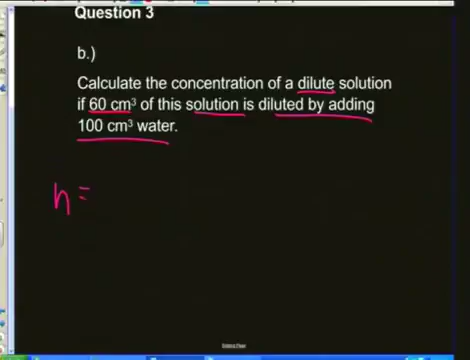 Question 3
b.)
Calculate the concentration of a dilute solution
if 60 cm³ of this solution is diluted by adding
100 cm³ water.
n =